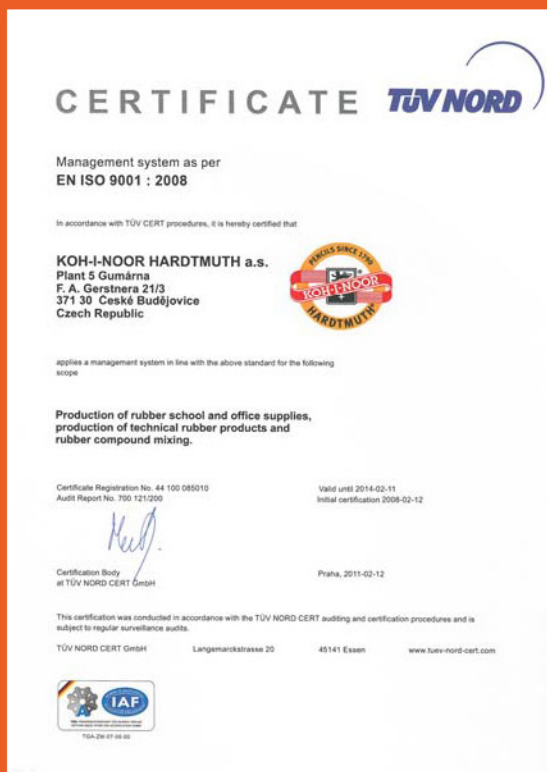 CERTIFICATE
TÜV NORD
Management system as per
EN ISO 9001 : 2008
In accordance with TÜV CERT procedures, it is hereby certified that
KOH-I-NOOR HARDTMUTH a.s.
Plant 5 Gumárna
F. A. Gerstnera 21/3
371 30 České Budějovice
Czech Republic
PENCILS SINCE 1790
KOH-I-NOOR
HARDTMUTH
applies a management system in line with the above standard for the following
scope
Production of rubber school and office supplies,
production of technical rubber products and
rubber compound mixing.
Certificate Registration No. 44 100 085010
Audit Report No. 700 121/200
Valid until 2014-02-11
Initial certification 2008-02-12
Certification Body
at TÜV NORD CERT GmbH
Praha, 2011-02-12
This certification was conducted in accordance with the TÜV NORD CERT auditing and certification procedures and is
subject to regular surveillance audits.
TÜV NORD CERT GmbH
Langemarckstrasse 20
45141 Essen
www.tuev-nord-cert.com
IAF
TGA-ZM-07-06-00